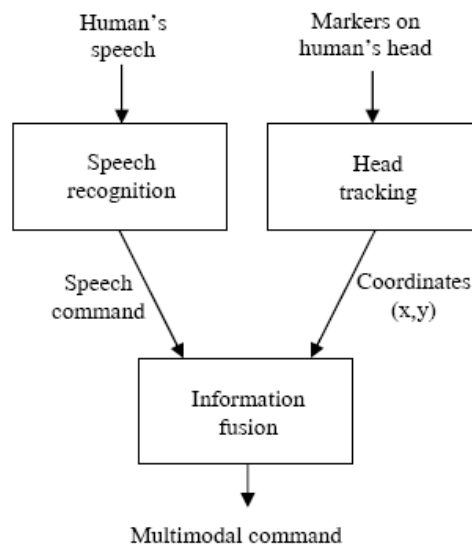 Human's
speech
Markers on
human's head
Speech
recognition
Head
tracking
Speech
command
Coordinates
(x,y)
Information
fusion
Multimodal command